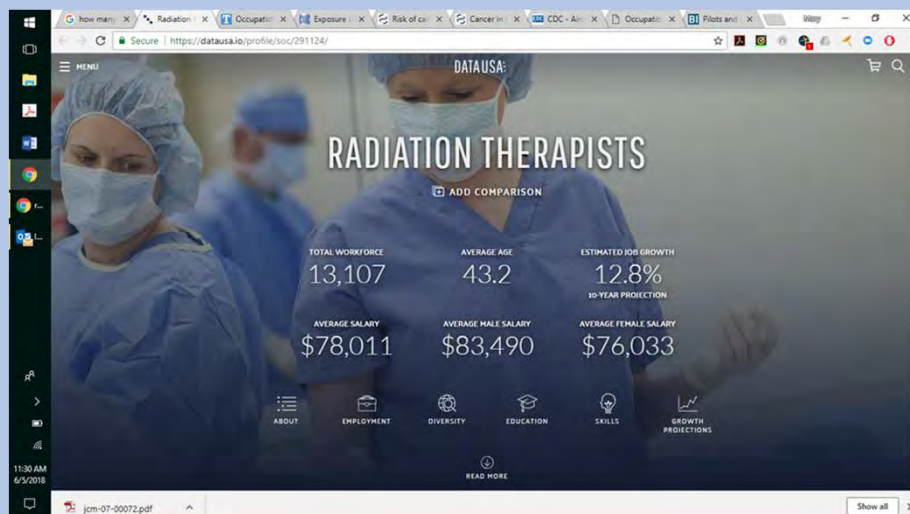 G how many
Radiation
Occupatio
Exposure
Risk of ca
Cancer in
CDC - Airc
Occupatio
BI Pilots and
Secure | https://datausa.io/profile/soc/291124/
MENU
DATAUSA:
RADIATION THERAPISTS
ADD COMPARISON
TOTAL WORKFORCE
13,107
AVERAGE AGE
43.2
ESTIMATED JOB GROWTH
12.8%
10-YEAR PROJECTION
AVERAGE SALARY
$78,011
AVERAGE MALE SALARY
$83,490
AVERAGE FEMALE SALARY
$76,033
ABOUT
EMPLOYMENT
DIVERSITY
EDUCATION
SKILLS
GROWTH
PROJECTIONS
READ MORE
11:30 AM
6/5/2018
jcm-07-00072.pdf
Show all